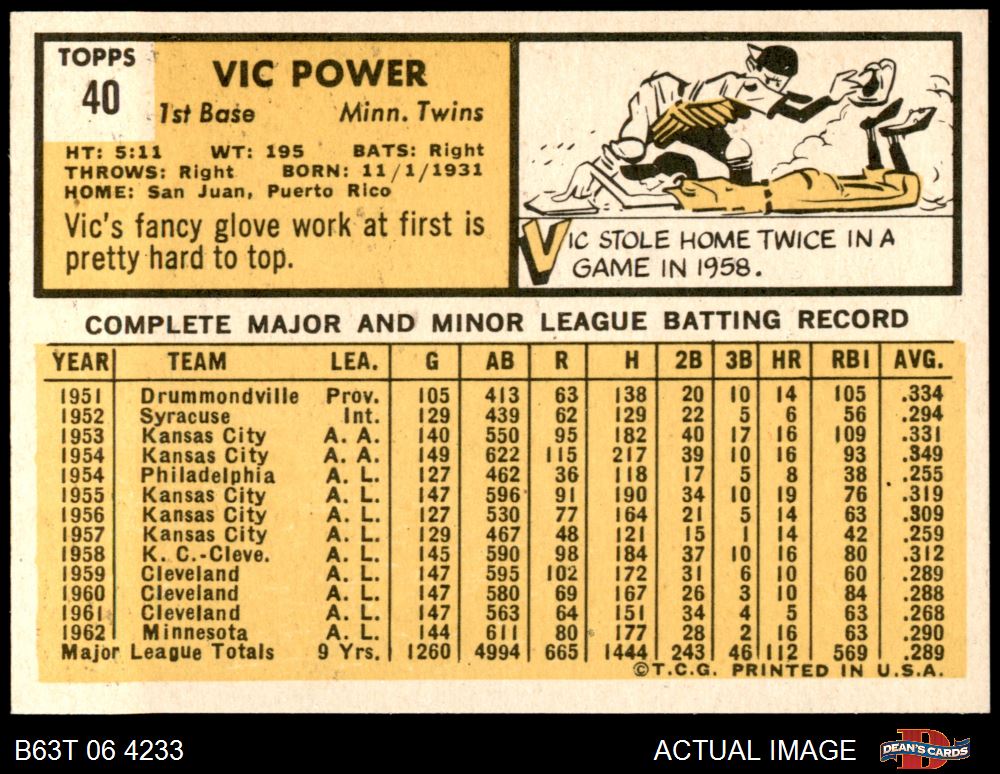 TOPPS
40
VIC POWER
1st Base Minn. Twins
HT: 5:11 WT: 195 BATS: Right
THROWS: Right BORN: 11/1/1931
HOME: San Juan, Puerto Rico
Vic's fancy glove work at first is
pretty hard to top.
VIC STOLE HOME TWICE IN A
GAME IN 1958.
COMPLETE MAJOR AND MINOR LEAGUE BATTING RECORD
YEAR TEAM LEA. G AB R H 2B 3B HR RBI AVG.
1951 Drummondville Prov. 105 413 63 138 20 10 14 105 .334
1952 Syracuse Int. 129 439 62 129 22 5 6 56 .294
1953 Kansas City A. A. 140 550 95 182 40 17 16 109 .331
1954 Kansas City A. A. 149 622 115 217 39 10 16 93 .349
1954 Philadelphia A. L. 127 462 36 118 17 5 8 38 .255
1955 Kansas City A. L. 147 596 91 190 34 10 19 76 .319
1956 Kansas City A. L. 127 530 77 164 21 5 14 63 .309
1957 Kansas City A. L. 129 467 48 121 15 1 14 42 .259
1958 K. C.-Cleve. A. L. 145 590 98 184 37 10 16 80 .312
1959 Cleveland A. L. 147 595 102 172 31 6 10 60 .289
1960 Cleveland A. L. 147 580 69 167 26 3 10 84 .288
1961 Cleveland A. L. 147 563 64 151 34 4 5 63 .268
1962 Minnesota A. L. 144 611 80 177 28 2 16 63 .290
Major League Totals 9 Yrs. 1260 4994 665 1444 243 46 112 569 .289
©T.C.G. PRINTED IN U.S.A.
B63T 06 4233 ACTUAL IMAGE DEAN'S CARDS